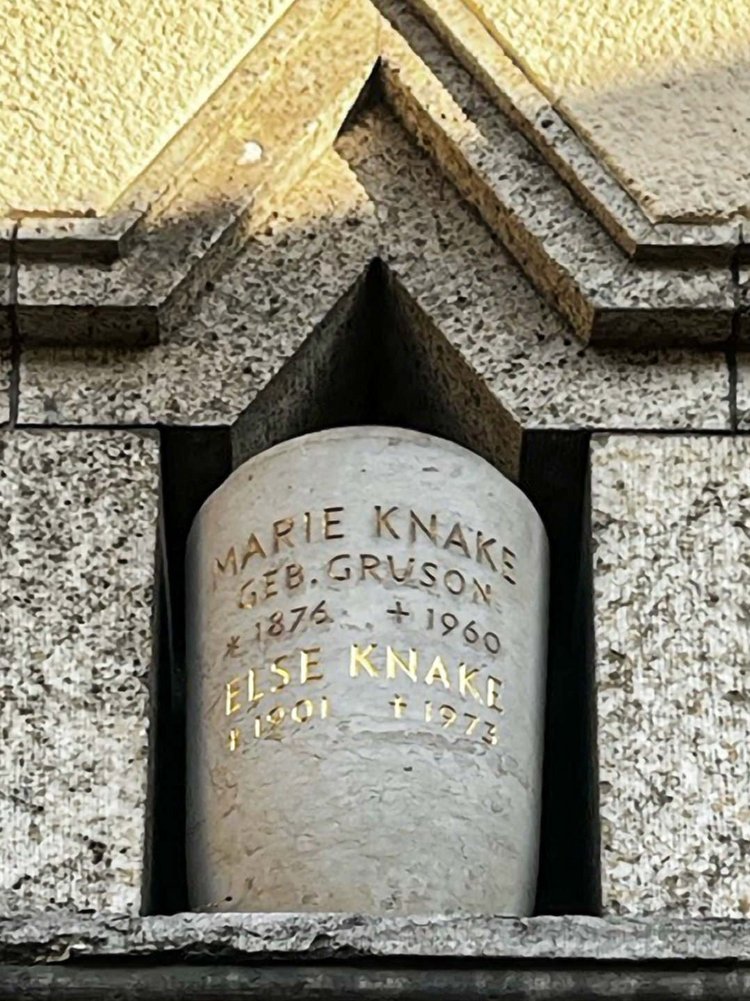 MARIE KNAKE
GEB. GRUSON
* 1876 + 1960
ELSE KNAKE
* 1901 + 1973